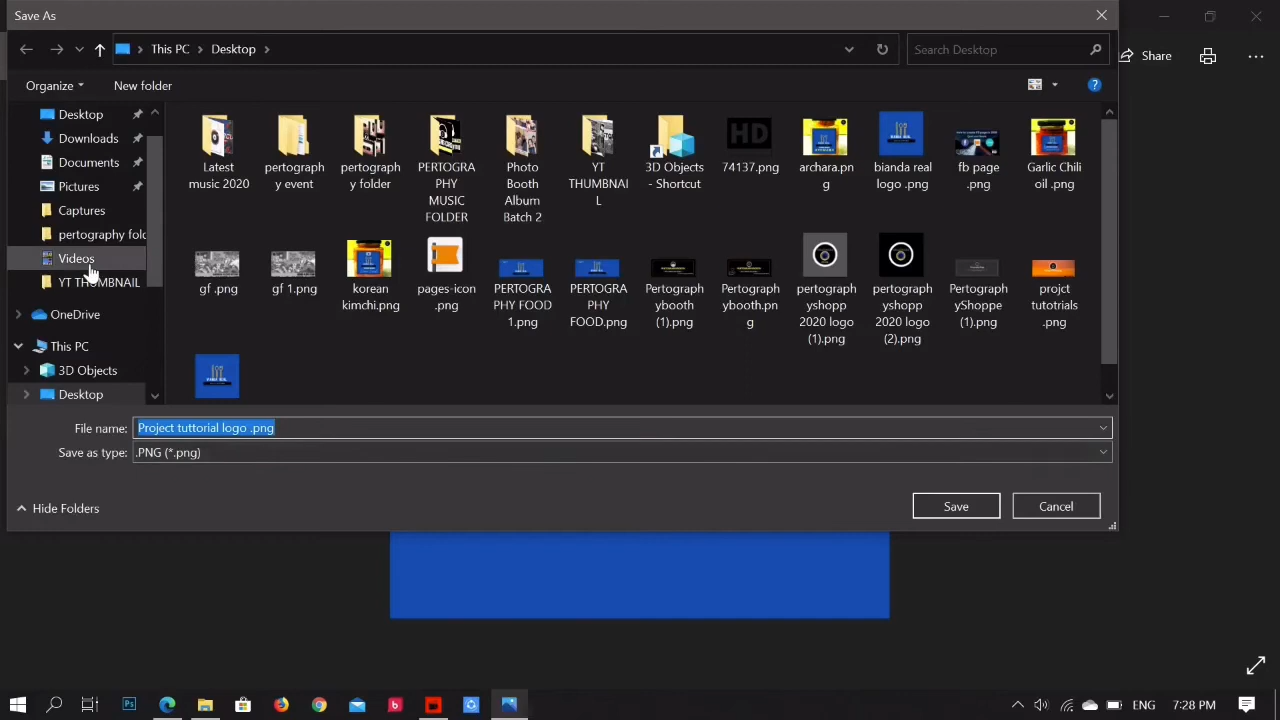 Save As
This PC
Desktop
Search Desktop
Share
Organize
New folder
Desktop
Downloads
Documents
Pictures
Captures
pertography fold
Videos
YT THUMBNAIL
OneDrive
This PC
3D Objects
Desktop
Latest
music 2020
pertograph
y event
pertograph
y folder
PERTOGRA
PHY
MUSIC
FOLDER
Photo
Booth
Album
Batch 2
YT
THUMBNAI
L
3D Objects
- Shortcut
HD
74137.png
archara.pn
g
bianda real
logo .png
fb page
.png
Garlic Chili
oil .png
gf .png
gf 1.png
korean
kimchi.png
pages-icon
.png
PERTOGRA
PHY FOOD
1.png
PERTOGRA
PHY
FOOD.png
Pertograph
ybooth
(1).png
Pertograph
ybooth.pn
g
pertograph
yshopp
2020 logo
(1).png
pertograph
yshopp
2020 logo
(2).png
Pertograph
yShoppe
(1).png
projct
tutotrials
.png
File name:
Project tuttorial logo .png
Save as type:
.PNG (*.png)
Hide Folders
Save
Cancel
Ps
b
ENG
7:28 PM